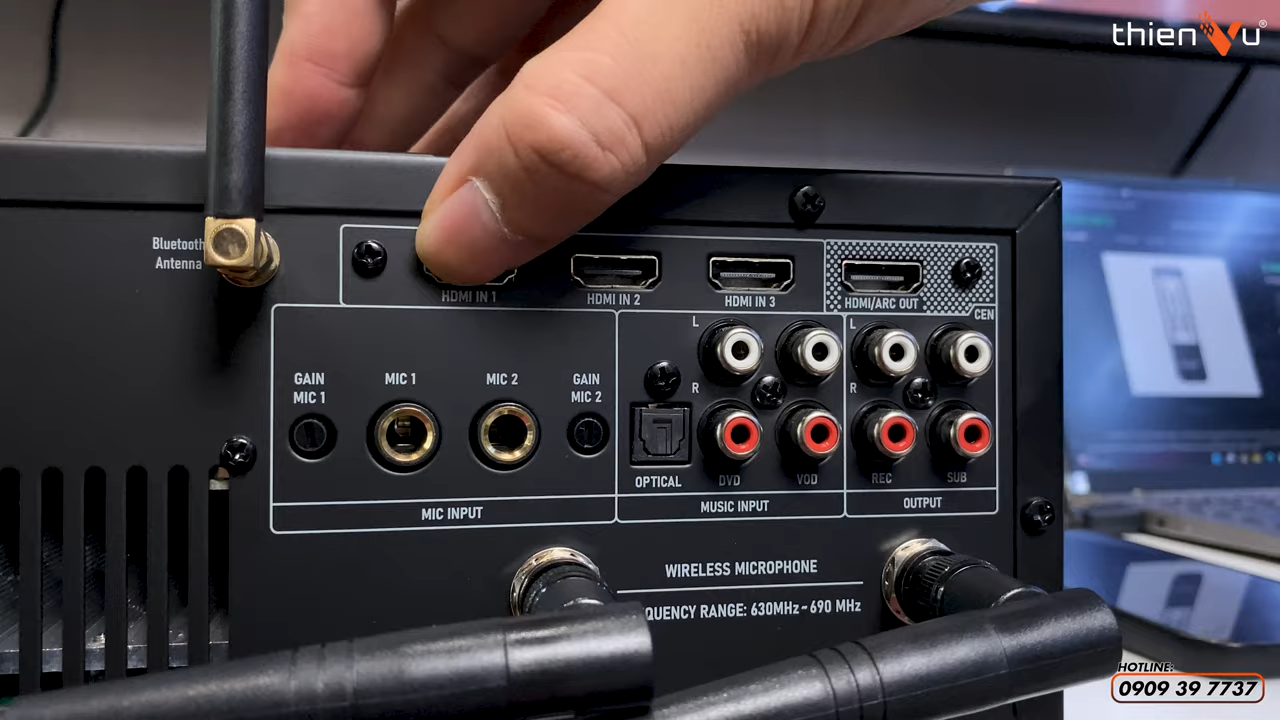 thien Vu®
Bluetooth
Antenna
HDMI IN 1
HDMI IN 2
HDMI IN 3
HDMI/ARC OUT
CEN
L
L
GAIN
MIC 1
MIC 1
MIC 2
GAIN
MIC 2
R
R
OPTICAL
DVD
VOD
REC
SUB
MIC INPUT
MUSIC INPUT
OUTPUT
WIRELESS MICROPHONE
QUENCY RANGE: 630MHz ~ 690 MHz
HOTLINE:
0909 39 7737